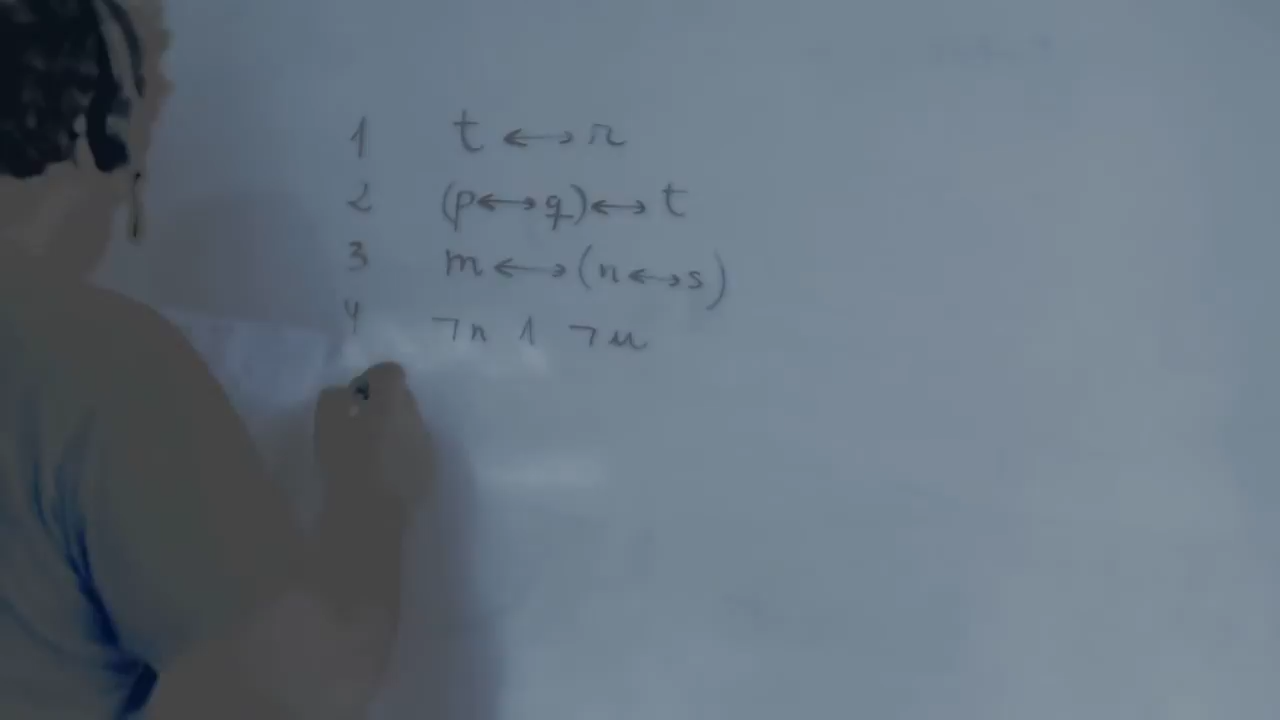 1 t ↔ r
2 (p ↔ q) ↔ t
3 m ↔ (n ↔ s)
4 ¬n ∧ ¬u